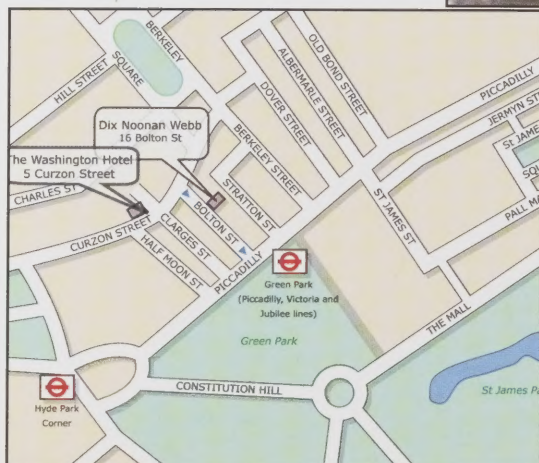 BERKELEY
SQUARE
HILL STREET
OLD BOND STREET
ALBERMARLE STREET
DOVER STREET
BERKELEY STREET
PICCADILLY
JERMYN ST
ST JAMES
SQU
Dix Noonan Webb
16 Bolton St
The Washington Hotel
5 Curzon Street
CHARLES ST
STRATTON ST
BOLTON ST
CLARGES ST
HALF MOON ST
CURZON STREET
PICCADILLY
ST JAMES ST
PALL MA
Green Park
(Piccadilly, Victoria and
Jubilee lines)
THE MALL
Green Park
CONSTITUTION HILL
Hyde Park
Corner
St James Pa